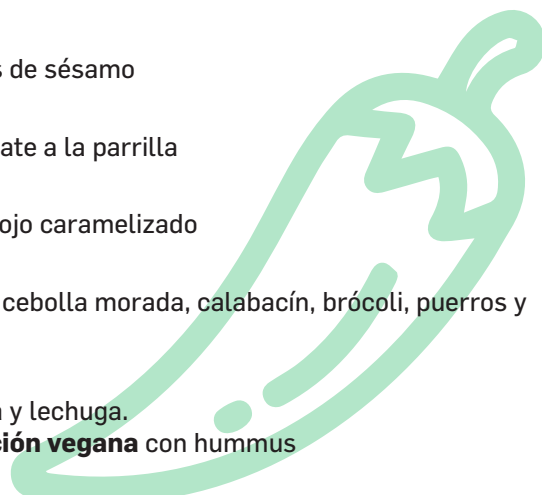 s de sésamo
ate a la parrilla
ojo caramelizado
cebolla morada, calabacín, brócoli, puerros y
y lechuga.
ción vegana con hummus